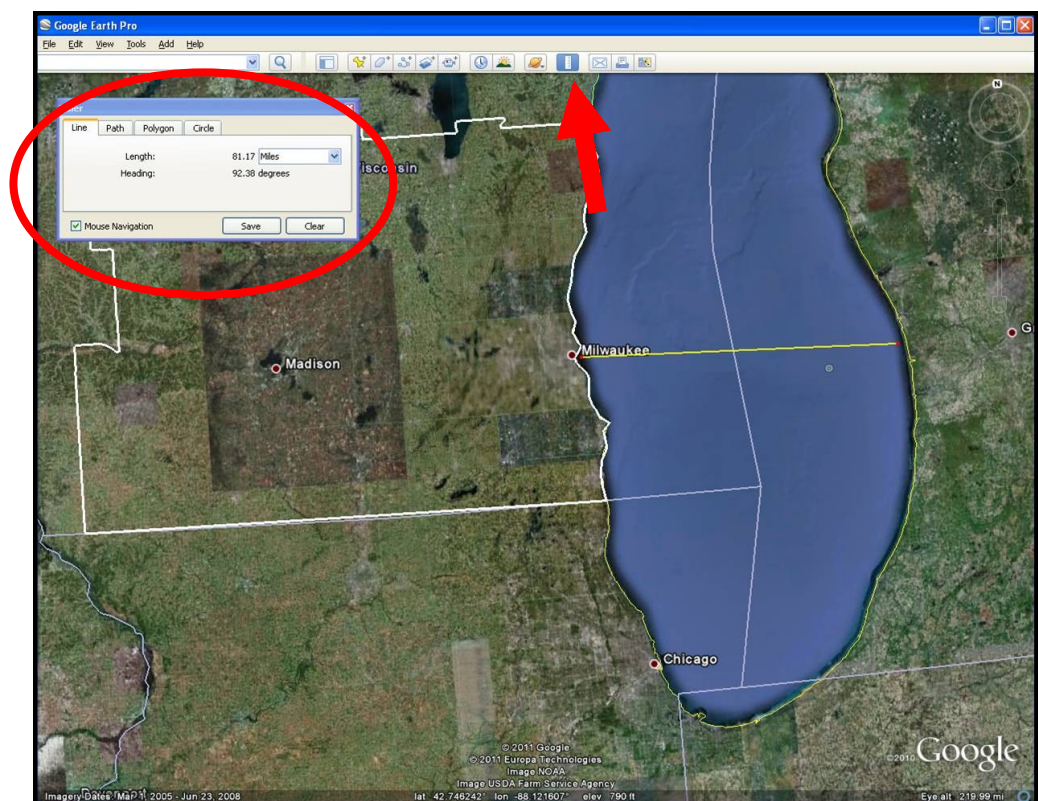 Google Earth Pro
File Edit View Tools Add Help
Line Path Polygon Circle
Length: 81.17 Miles
Heading: 92.38 degrees
Mouse Navigation Save Clear
N
Madison
Milwaukee
Chicago
© 2011 Google
© 2011 Europa Technologies
Image NOAA
Image USDA Farm Service Agency
©2010 Google
Imagery Dates: Mar 1, 2005 - Jun 23, 2008 lat 42.746242° lon -88.121607° elev 790 ft Eye alt 219.99 mi